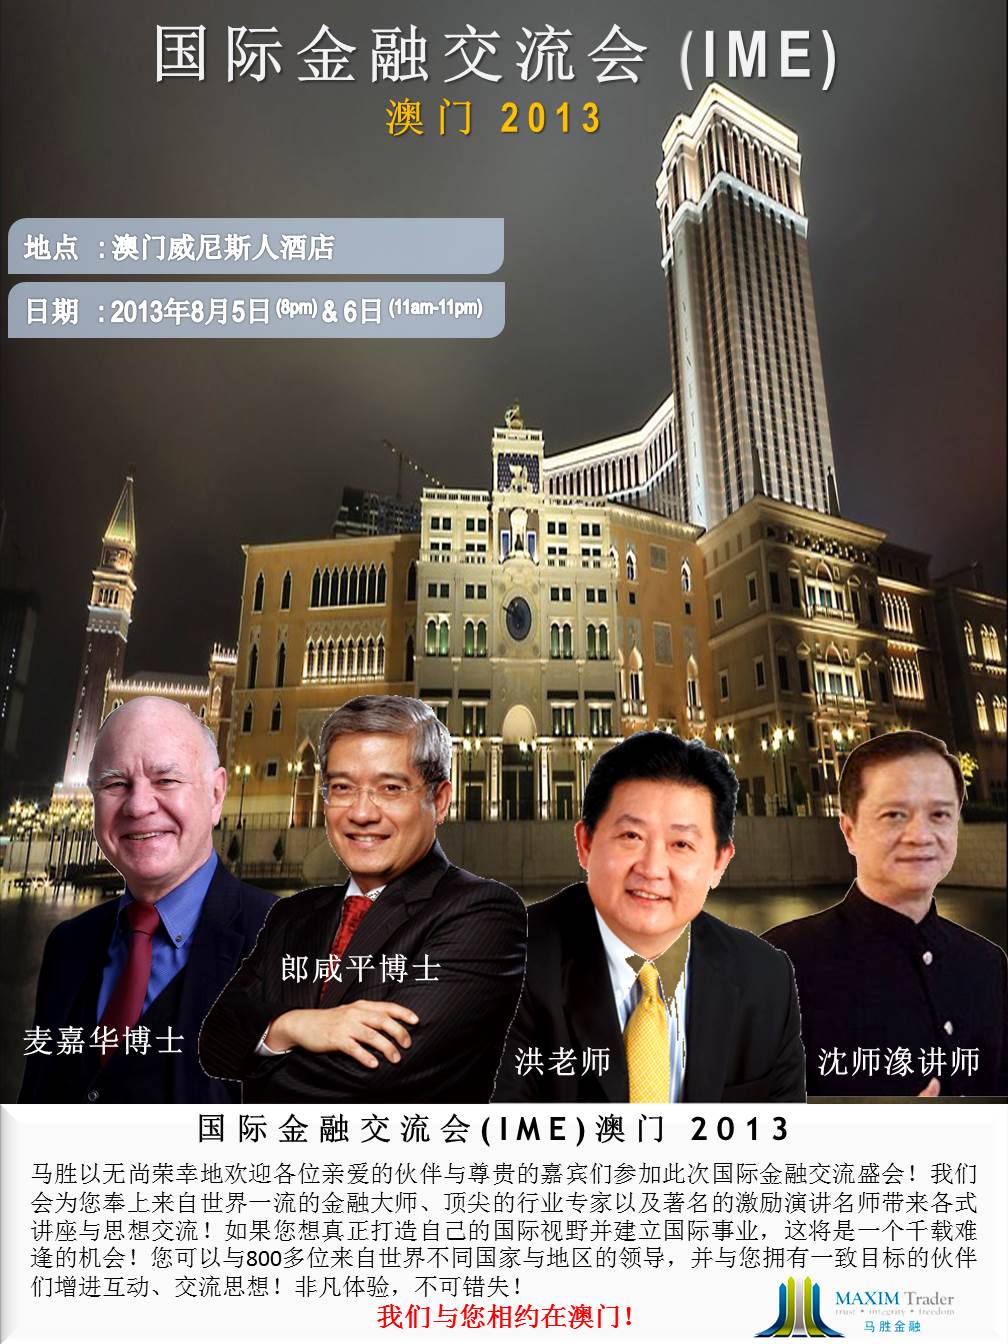 国际金融交流会 (IME)
澳门 2013
地点 : 澳门威尼斯人酒店
日期 : 2013年8月5日 (8pm) & 6日 (11am-11pm)
VENETIAN
郎咸平博士
麦嘉华博士
洪老师
沈师潒讲师
国际金融交流会(IME)澳门 2013
马胜以无尚荣幸地欢迎各位亲爱的伙伴与尊贵的嘉宾们参加此次国际金融交流盛会！我们
会为您奉上来自世界一流的金融大师、顶尖的行业专家以及著名的激励演讲名师带来各式
讲座与思想交流！如果您想真正打造自己的国际视野并建立国际事业，这将是一个千载难
逢的机会！您可以与800多位来自世界不同国家与地区的领导，并与您拥有一致目标的伙伴
们增进互动、交流思想！非凡体验，不可错失！
我们与您相约在澳门！
MAXIM Trader
trust • integrity • freedom
马胜金融